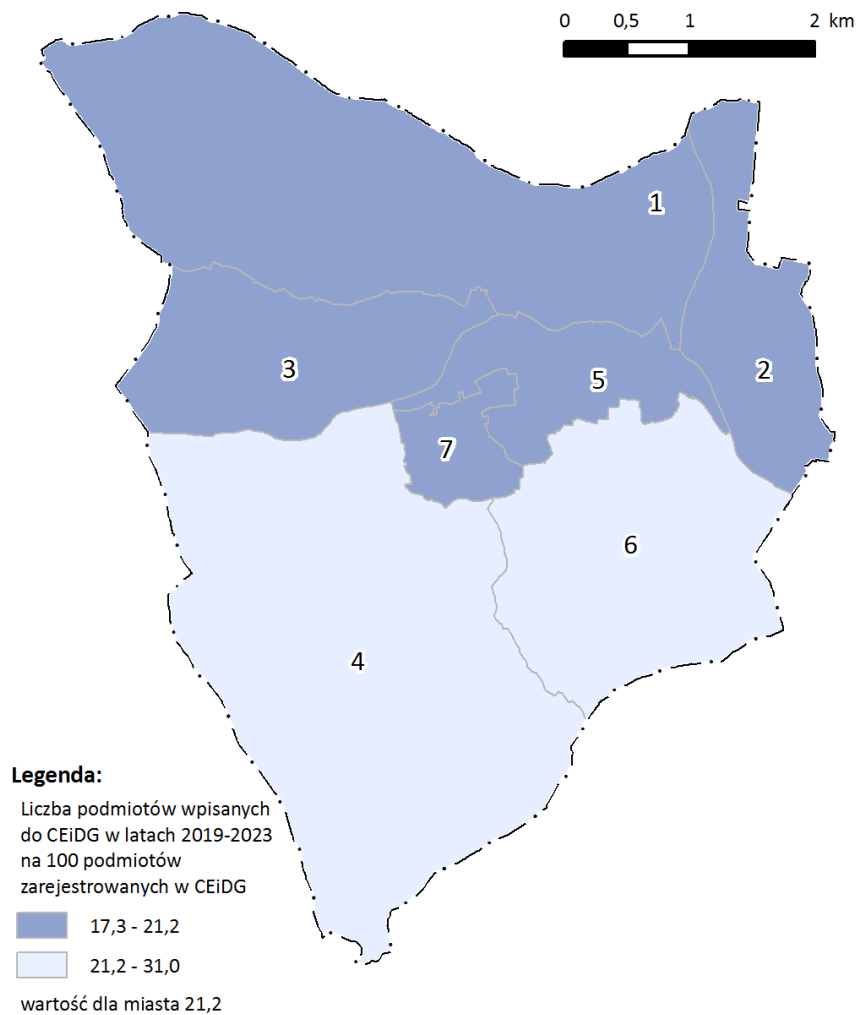 0 0,5 1 2 km
1
2
3
5
7
6
4
Legenda:
Liczba podmiotów wpisanych
do CEiDG w latach 2019-2023
na 100 podmiotów
zarejestrowanych w CEiDG
17,3 - 21,2
21,2 - 31,0
wartość dla miasta 21,2